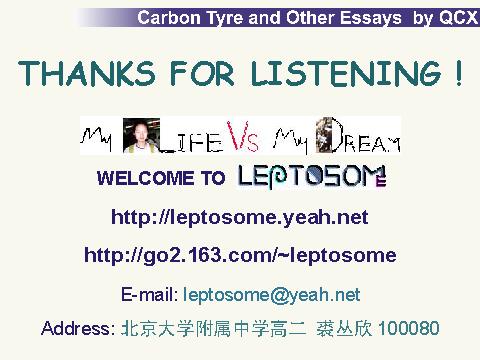 Carbon Tyre and Other Essays by QCX
THANKS FOR LISTENING !
My LIFE Vs My DREAM
WELCOME TO LEPTOSOME
http://leptosome.yeah.net
http://go2.163.com/~leptosome
E-mail: leptosome@yeah.net
Address: 北京大学附属中学高二 裘丛欣 100080